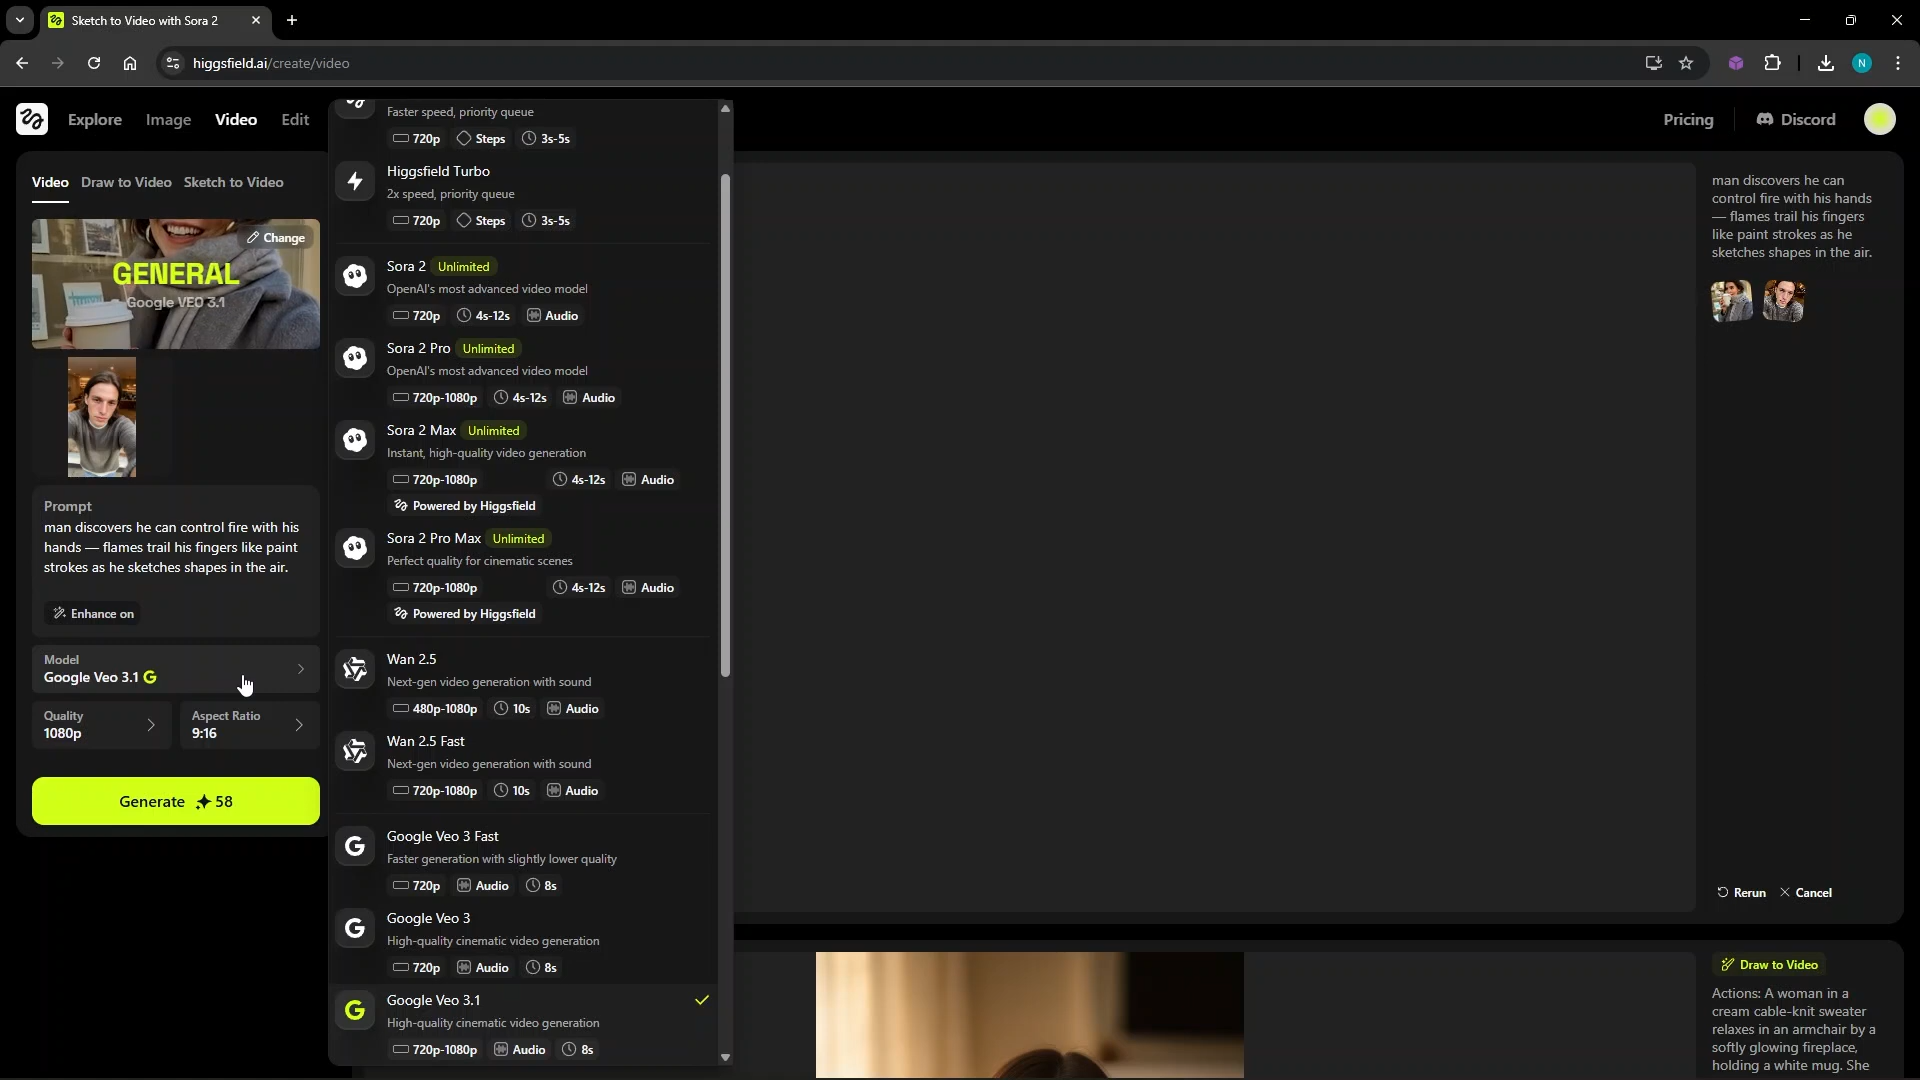 Sketch to Video with Sora 2
higgsfield.ai/create/video
N
Explore
Image
Video
Edit
Pricing
Discord
Video
Draw to Video
Sketch to Video
Change
GENERAL
Google VEO 3.1
Prompt
man discovers he can control fire with his
hands — flames trail his fingers like paint
strokes as he sketches shapes in the air.
Enhance on
Model
Google Veo 3.1
Quality
1080p
Aspect Ratio
9:16
Generate 58
Faster speed, priority queue
720p Steps 3s-5s
Higgsfield Turbo
2x speed, priority queue
720p Steps 3s-5s
Sora 2 Unlimited
OpenAI's most advanced video model
720p 4s-12s Audio
Sora 2 Pro Unlimited
OpenAI's most advanced video model
720p-1080p 4s-12s Audio
Sora 2 Max Unlimited
Instant, high-quality video generation
720p-1080p 4s-12s Audio
Powered by Higgsfield
Sora 2 Pro Max Unlimited
Perfect quality for cinematic scenes
720p-1080p 4s-12s Audio
Powered by Higgsfield
Wan 2.5
Next-gen video generation with sound
480p-1080p 10s Audio
Wan 2.5 Fast
Next-gen video generation with sound
720p-1080p 10s Audio
Google Veo 3 Fast
Faster generation with slightly lower quality
720p Audio 8s
Google Veo 3
High-quality cinematic video generation
720p Audio 8s
Google Veo 3.1
High-quality cinematic video generation
720p-1080p Audio 8s
man discovers he can
control fire with his hands
— flames trail his fingers
like paint strokes as he
sketches shapes in the air.
Rerun
Cancel
Draw to Video
Actions: A woman in a
cream cable-knit sweater
relaxes in an armchair by a
softly glowing fireplace,
holding a white mug. She